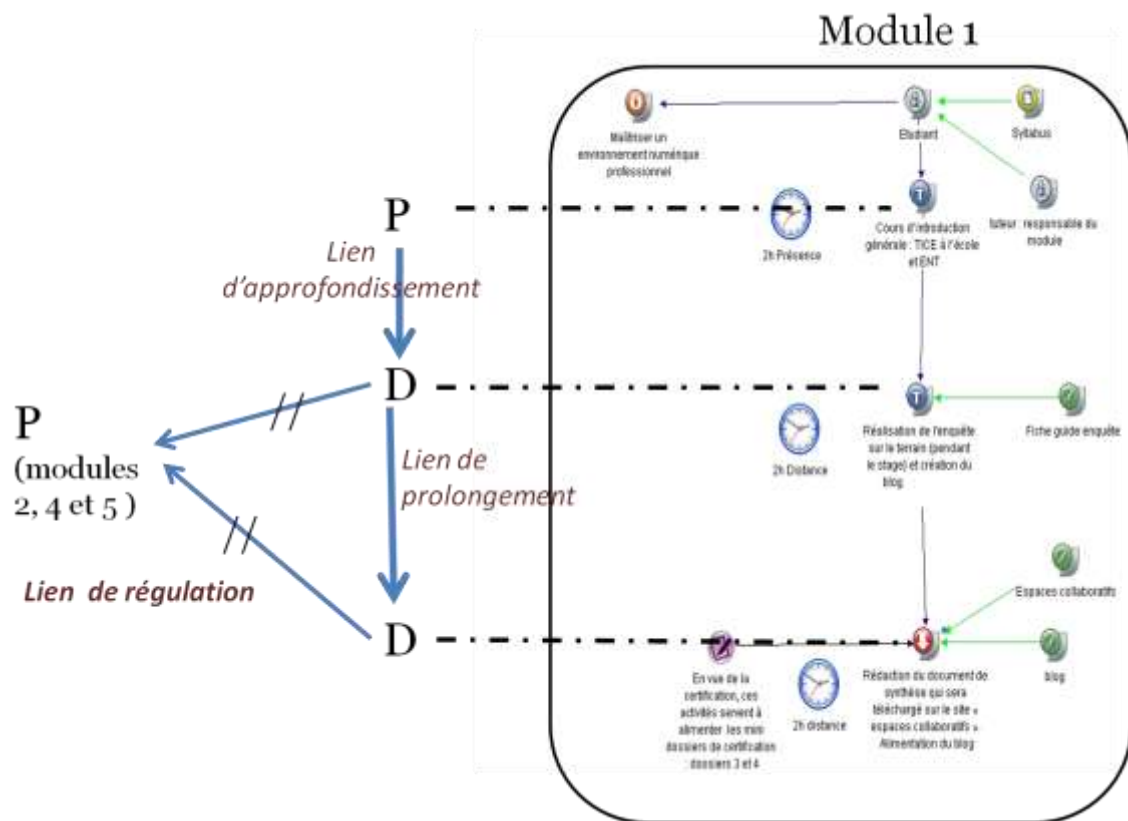 Module 1
Maîtriser un
environnement numérique
professionnel
Etudiant
Syllabus
P
Lien
d'approfondissement
2h Présence
Cours d'introduction
générale : TICE à l'école
et ENT
tuteur : responsable du
module
D
P
(modules
2, 4 et 5 )
Lien de
prolongement
2h Distance
Réalisation de l'enquête
sur le terrain (pendant
le stage) et création du
blog
Fiche guide enquête
Lien de régulation
D
Espaces collaboratifs
blog
En vue de la
certification, ces
activités servent à
alimenter les mini
dossiers de certifcation
dossiers 3 et 4
2h distance
Rédaction du document de
synthèse qui sera
téléchargé sur le site «
espaces collaboratifs »
Alimentation du blog